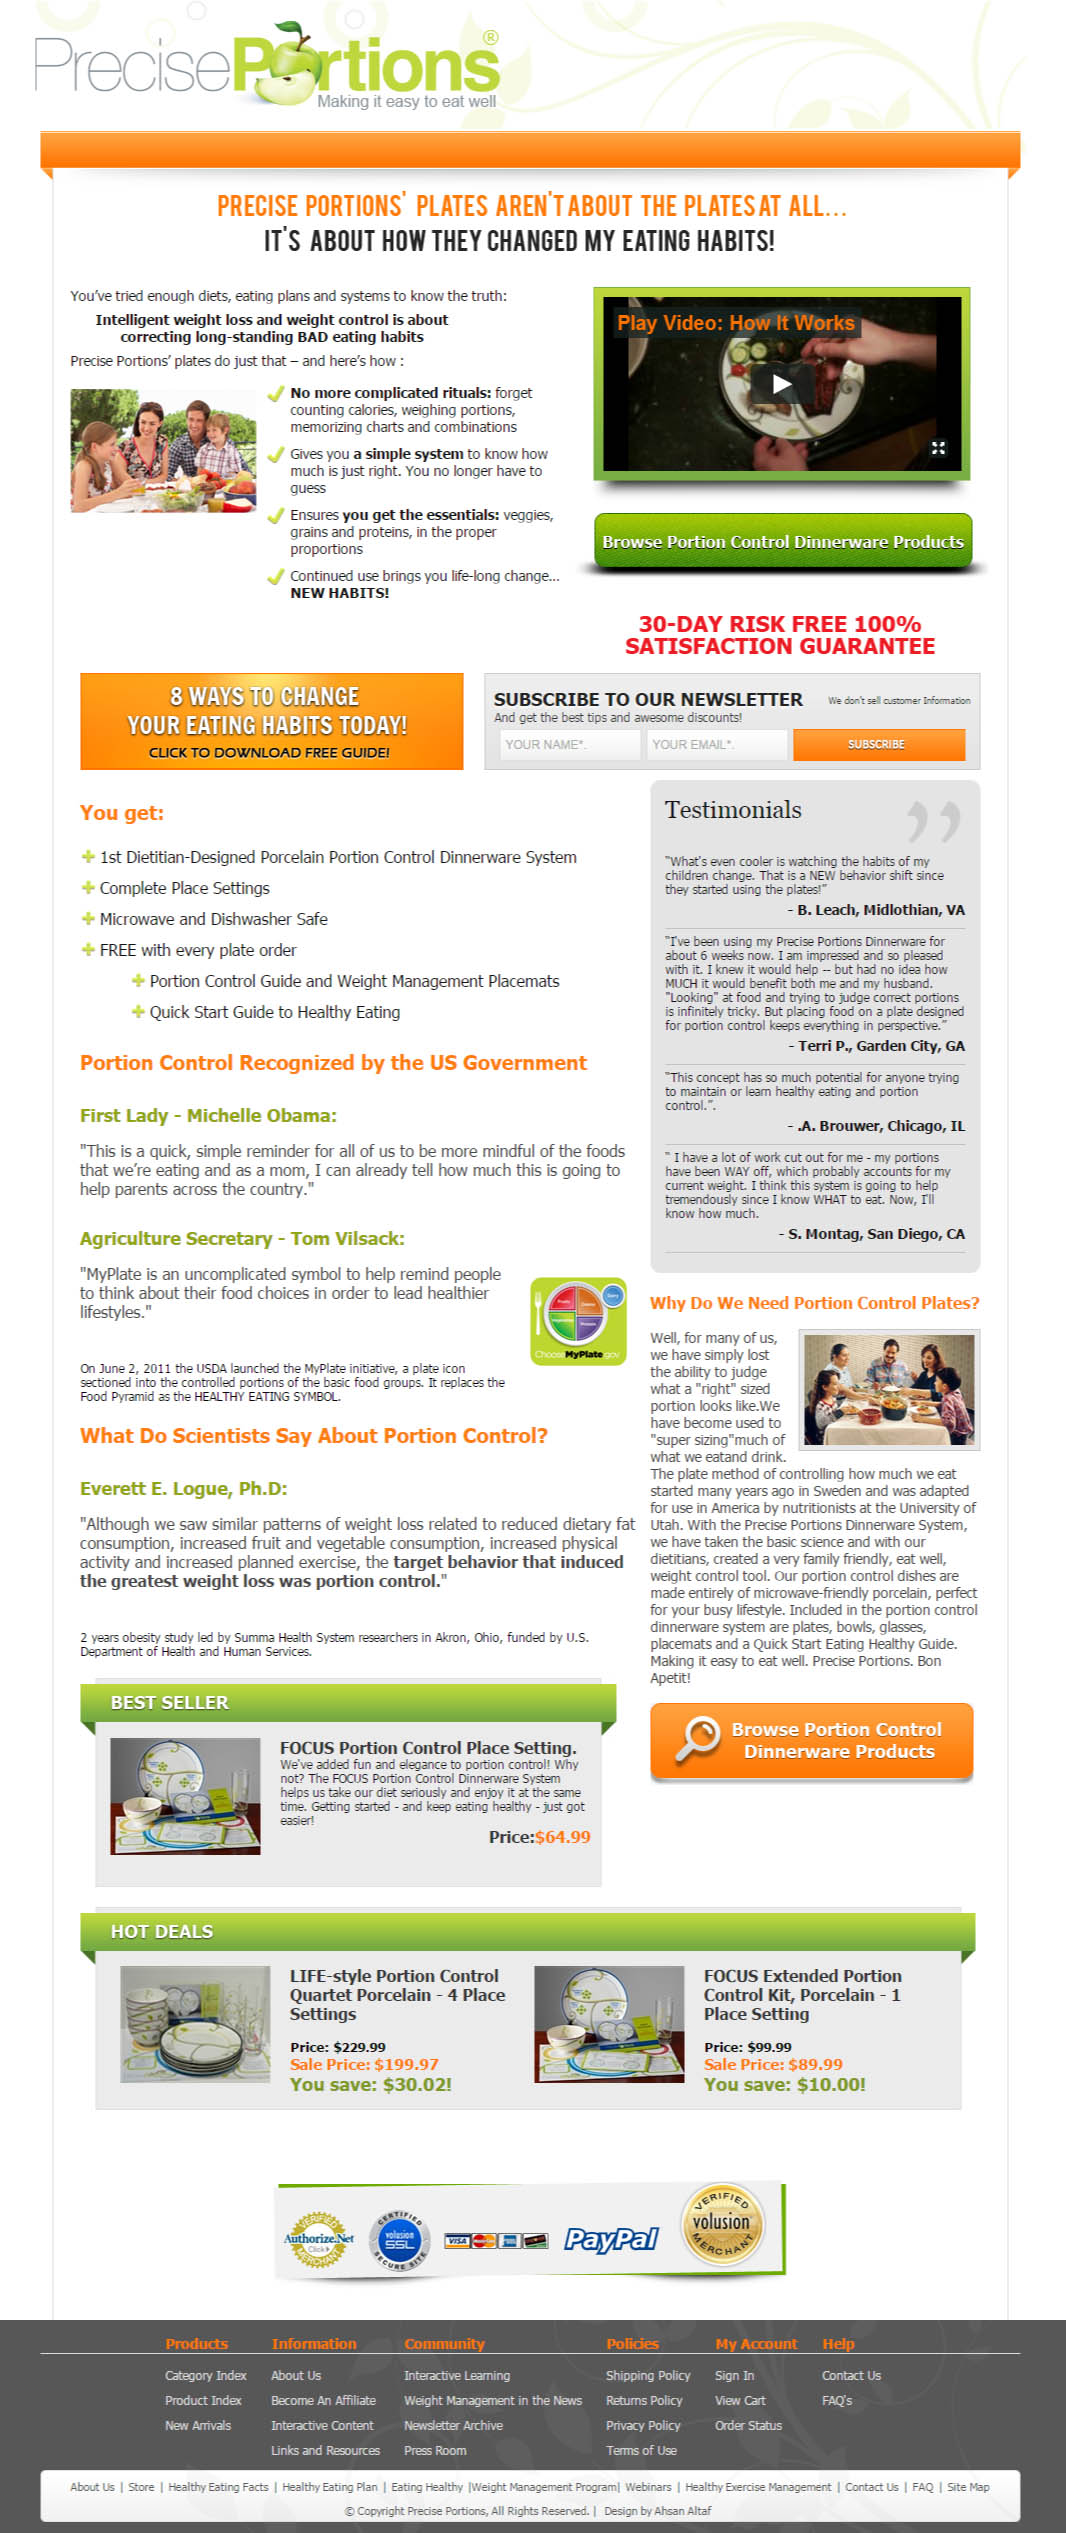 PrecisePortions®
Making it easy to eat well
PRECISE PORTIONS' PLATES AREN'T ABOUT THE PLATES AT ALL...
IT'S ABOUT HOW THEY CHANGED MY EATING HABITS!
You've tried enough diets, eating plans and systems to know the truth:
Intelligent weight loss and weight control is about
correcting long-standing BAD eating habits
Precise Portions' plates do just that – and here's how :
No more complicated rituals: forget
counting calories, weighing portions,
memorizing charts and combinations
Gives you a simple system to know how
much is just right. You no longer have to
guess
Ensures you get the essentials: veggies,
grains and proteins, in the proper
proportions
Continued use brings you life-long change...
NEW HABITS!
Play Video: How It Works
Browse Portion Control Dinnerware Products
30-DAY RISK FREE 100%
SATISFACTION GUARANTEE
8 WAYS TO CHANGE
YOUR EATING HABITS TODAY!
CLICK TO DOWNLOAD FREE GUIDE!
SUBSCRIBE TO OUR NEWSLETTER
We don't sell customer Information
And get the best tips and awesome discounts!
YOUR NAME*.
YOUR EMAIL*.
SUBSCRIBE
You get:
1st Dietitian-Designed Porcelain Portion Control Dinnerware System
Complete Place Settings
Microwave and Dishwasher Safe
FREE with every plate order
Portion Control Guide and Weight Management Placemats
Quick Start Guide to Healthy Eating
Portion Control Recognized by the US Government
First Lady - Michelle Obama:
"This is a quick, simple reminder for all of us to be more mindful of the foods
that we're eating and as a mom, I can already tell how much this is going to
help parents across the country."
Agriculture Secretary - Tom Vilsack:
"MyPlate is an uncomplicated symbol to help remind people
to think about their food choices in order to lead healthier
lifestyles."
Fruits
Grains
Vegetables
Protein
Dairy
ChooseMyPlate.gov
On June 2, 2011 the USDA launched the MyPlate initiative, a plate icon
sectioned into the controlled portions of the basic food groups. It replaces the
Food Pyramid as the HEALTHY EATING SYMBOL.
What Do Scientists Say About Portion Control?
Everett E. Logue, Ph.D:
"Although we saw similar patterns of weight loss related to reduced dietary fat
consumption, increased fruit and vegetable consumption, increased physical
activity and increased planned exercise, the target behavior that induced
the greatest weight loss was portion control."
2 years obesity study led by Summa Health System researchers in Akron, Ohio, funded by U.S.
Department of Health and Human Services.
Testimonials
"What's even cooler is watching the habits of my
children change. That is a NEW behavior shift since
they started using the plates!"
- B. Leach, Midlothian, VA
"I've been using my Precise Portions Dinnerware for
about 6 weeks now. I am impressed and so pleased
with it. I knew it would help -- but had no idea how
MUCH it would benefit both me and my husband.
"Looking" at food and trying to judge correct portions
is infinitely tricky. But placing food on a plate designed
for portion control keeps everything in perspective."
- Terri P., Garden City, GA
"This concept has so much potential for anyone trying
to maintain or learn healthy eating and portion
control.".
- .A. Brouwer, Chicago, IL
" I have a lot of work cut out for me - my portions
have been WAY off, which probably accounts for my
current weight. I think this system is going to help
tremendously since I know WHAT to eat. Now, I'll
know how much.
- S. Montag, San Diego, CA
Why Do We Need Portion Control Plates?
Well, for many of us,
we have simply lost
the ability to judge
what a "right" sized
portion looks like.We
have become used to
"super sizing"much of
what we eatand drink.
The plate method of controlling how much we eat
started many years ago in Sweden and was adapted
for use in America by nutritionists at the University of
Utah. With the Precise Portions Dinnerware System,
we have taken the basic science and with our
dietitians, created a very family friendly, eat well,
weight control tool. Our portion control dishes are
made entirely of microwave-friendly porcelain, perfect
for your busy lifestyle. Included in the portion control
dinnerware system are plates, bowls, glasses,
placemats and a Quick Start Eating Healthy Guide.
Making it easy to eat well. Precise Portions. Bon
Apetit!
Browse Portion Control
Dinnerware Products
BEST SELLER
FOCUS Portion Control Place Setting.
We've added fun and elegance to portion control! Why
not? The FOCUS Portion Control Dinnerware System
helps us take our diet seriously and enjoy it at the same
time. Getting started - and keep eating healthy - just got
easier!
Price:$64.99
HOT DEALS
LIFE-style Portion Control
Quartet Porcelain - 4 Place
Settings
Price: $229.99
Sale Price: $199.97
You save: $30.02!
FOCUS Extended Portion
Control Kit, Porcelain - 1
Place Setting
Price: $99.99
Sale Price: $89.99
You save: $10.00!
VERIFIED
Authorize.Net
Click
MERCHANT
CERTIFIED
volusion
SSL
SECURE SITE
VISA
PayPal
VERIFIED
volusion
MERCHANT
Products Information Community Policies My Account Help
Category Index About Us Interactive Learning Shipping Policy Sign In Contact Us
Product Index Become An Affiliate Weight Management in the News Returns Policy View Cart FAQ's
New Arrivals Interactive Content Newsletter Archive Privacy Policy Order Status
Links and Resources Press Room Terms of Use
About Us | Store | Healthy Eating Facts | Healthy Eating Plan | Eating Healthy |Weight Management Program| Webinars | Healthy Exercise Management | Contact Us | FAQ | Site Map
© Copyright Precise Portions, All Rights Reserved. | Design by Ahsan Altaf